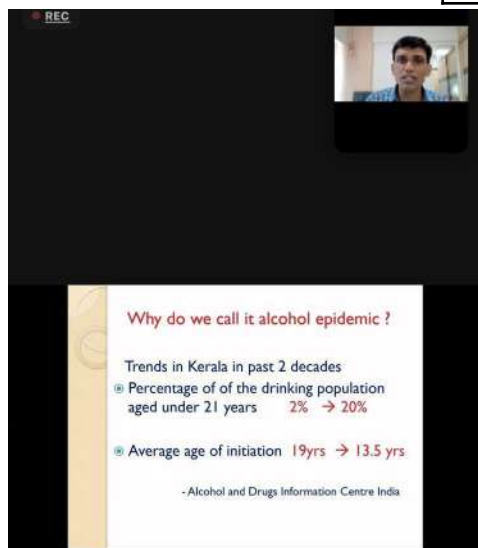 REC
Why do we call it alcohol epidemic ?
Trends in Kerala in past 2 decades
Percentage of of the drinking population
aged under 21 years 2% → 20%
Average age of initiation 19yrs → 13.5 yrs
- Alcohol and Drugs Information Centre India